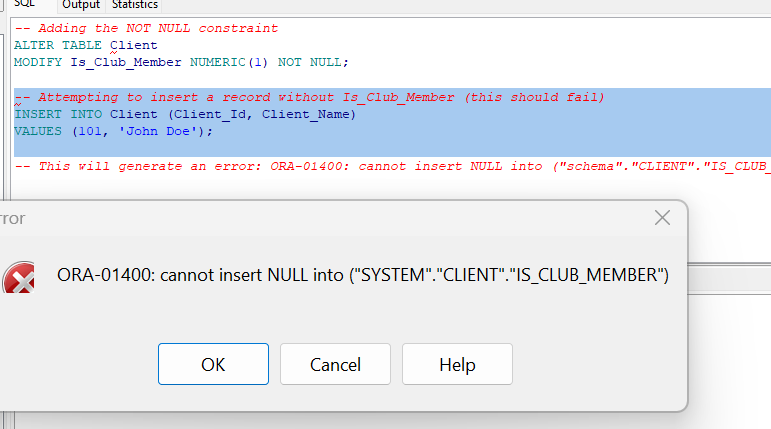 SQL Output Statistics
-- Adding the NOT NULL constraint
ALTER TABLE Client
MODIFY Is_Club_Member NUMERIC(1) NOT NULL;
-- Attempting to insert a record without Is_Club_Member (this should fail)
INSERT INTO Client (Client_Id, Client_Name)
VALUES (101, 'John Doe');
-- This will generate an error: ORA-01400: cannot insert NULL into ("schema"."CLIENT"."IS_CLUB_
rror
ORA-01400: cannot insert NULL into ("SYSTEM"."CLIENT"."IS_CLUB_MEMBER")
OK Cancel Help